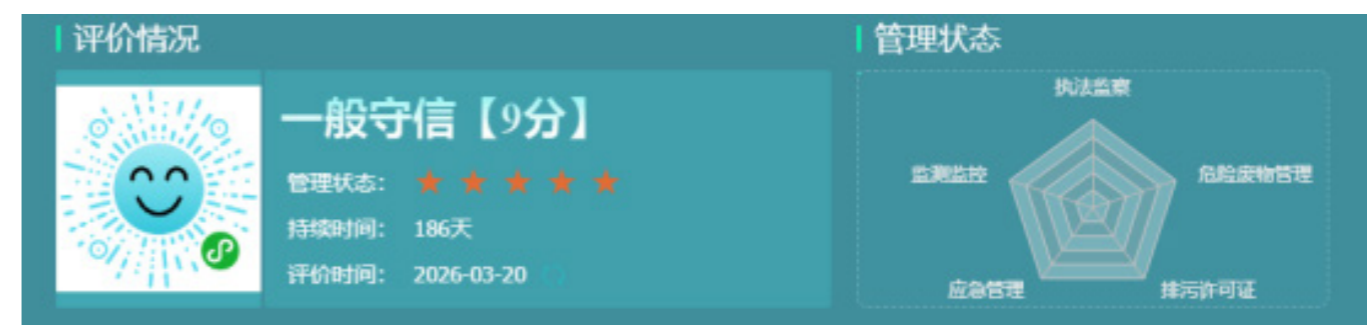 评价情况
一般守信【9分】
管理状态: ★★★★★
持续时间: 186天
评价时间: 2026-03-20
管理状态
执法监察
监测监控
危险废物管理
应急管理
排污许可证